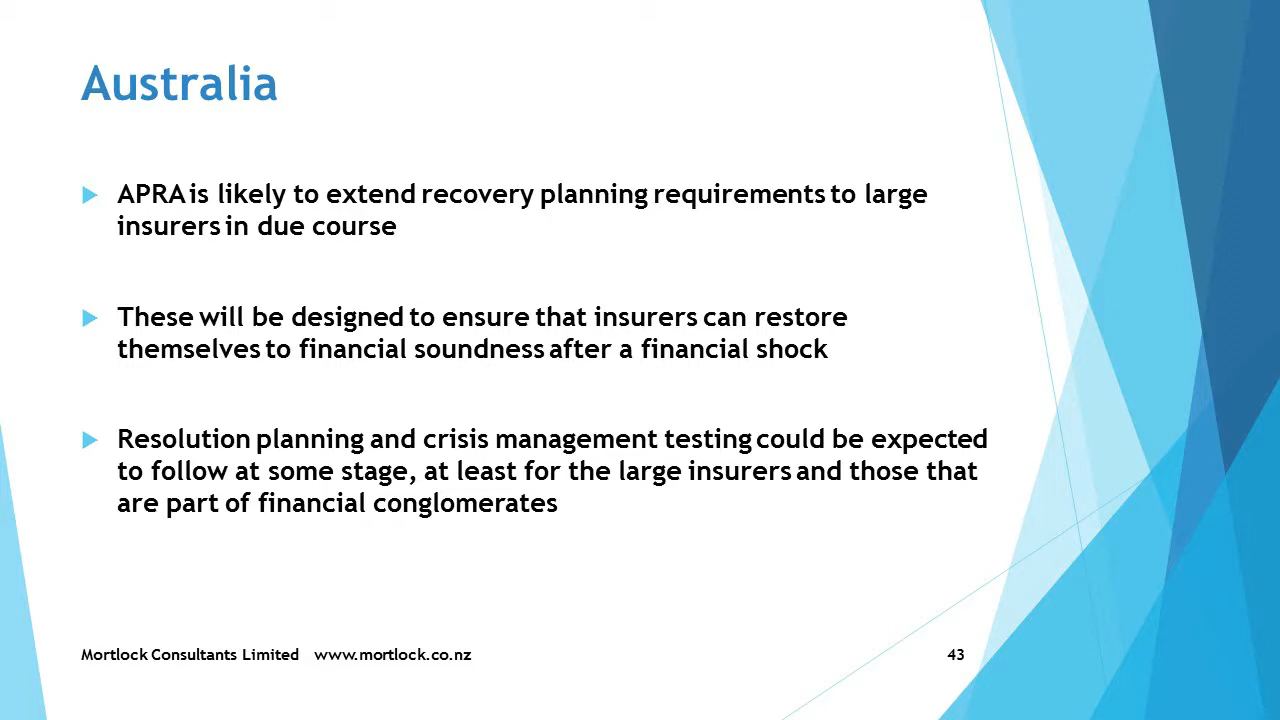 Australia
APRA is likely to extend recovery planning requirements to large
insurers in due course
These will be designed to ensure that insurers can restore
themselves to financial soundness after a financial shock
Resolution planning and crisis management testing could be expected
to follow at some stage, at least for the large insurers and those that
are part of financial conglomerates
Mortlock Consultants Limited www.mortlock.co.nz 43